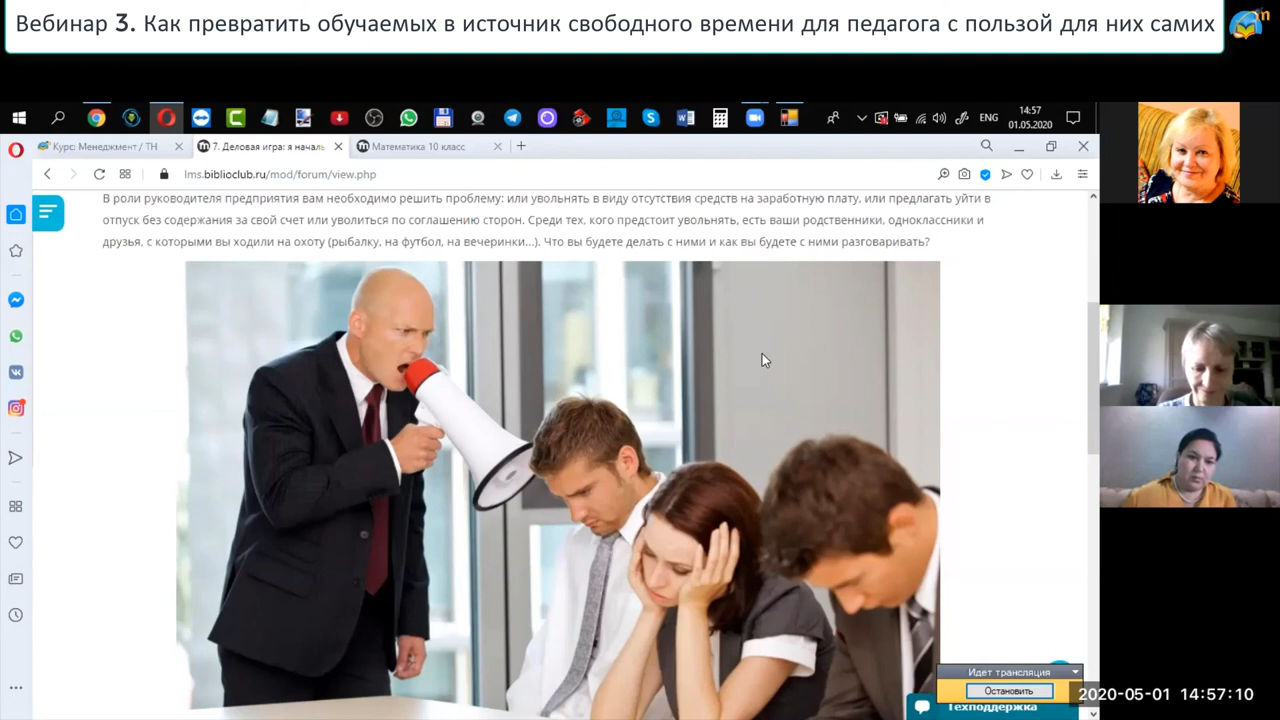 Вебинар 3. Как превратить обучаемых в источник свободного времени для педагога с пользой для них самих
14:57
ENG
01.05.2020
Курс: Менеджмент / ТН
7. Деловая игра: я началь
Математика 10 класс
lms.biblioclub.ru/mod/forum/view.php
В роли руководителя предприятия вам необходимо решить проблему: или увольнять в виду отсутствия средств на заработную плату, или предлагать уйти в
отпуск без содержания за свой счет или уволиться по соглашению сторон. Среди тех, кого предстоит увольнять, есть ваши родственники, одноклассники и
друзья, с которыми вы ходили на охоту (рыбалку, на футбол, на вечеринки...). Что вы будете делать с ними и как вы будете с ними разговаривать?
Идет трансляция
Остановить
Техподдержка
2020-05-01 14:57:10